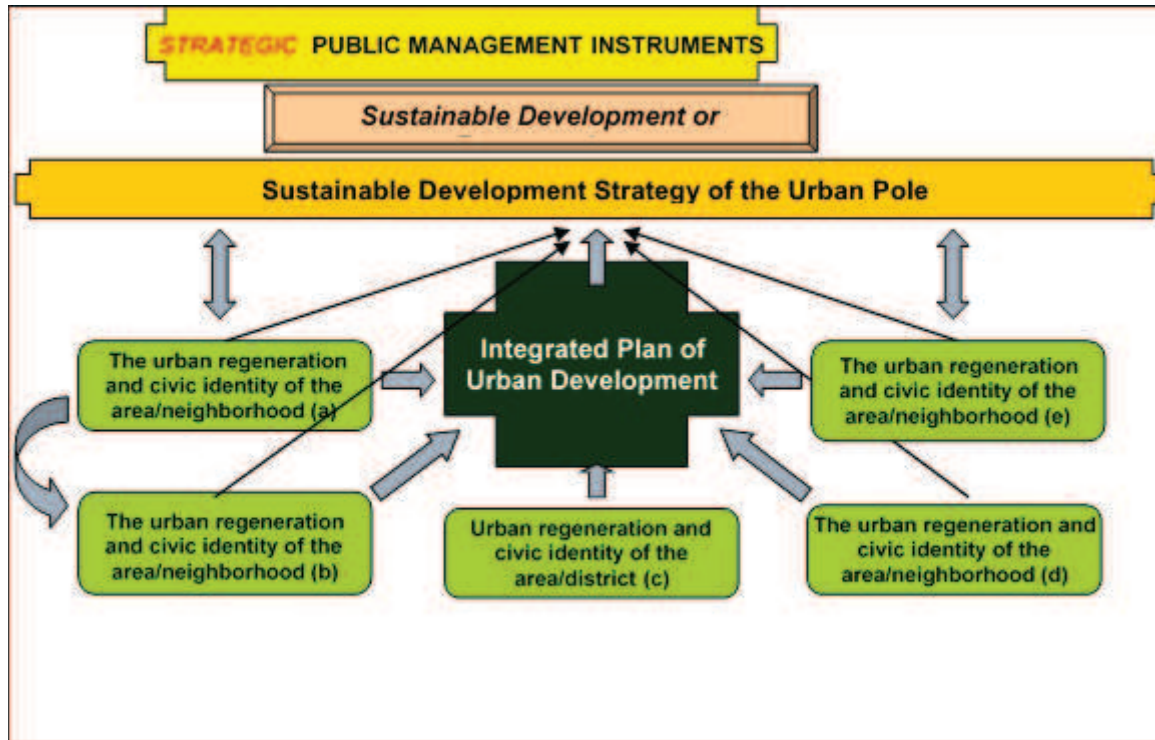 STRATEGIC PUBLIC MANAGEMENT INSTRUMENTS
Sustainable Development or
Sustainable Development Strategy of the Urban Pole
Integrated Plan of
Urban Development
The urban regeneration
and civic identity of the
area/neighborhood (a)
The urban regeneration
and civic identity of the
area/neighborhood (e)
The urban regeneration
and civic identity of the
area/neighborhood (b)
Urban regeneration and
civic identity of the
area/district (c)
The urban regeneration and
civic identity of the
area/neighborhood (d)